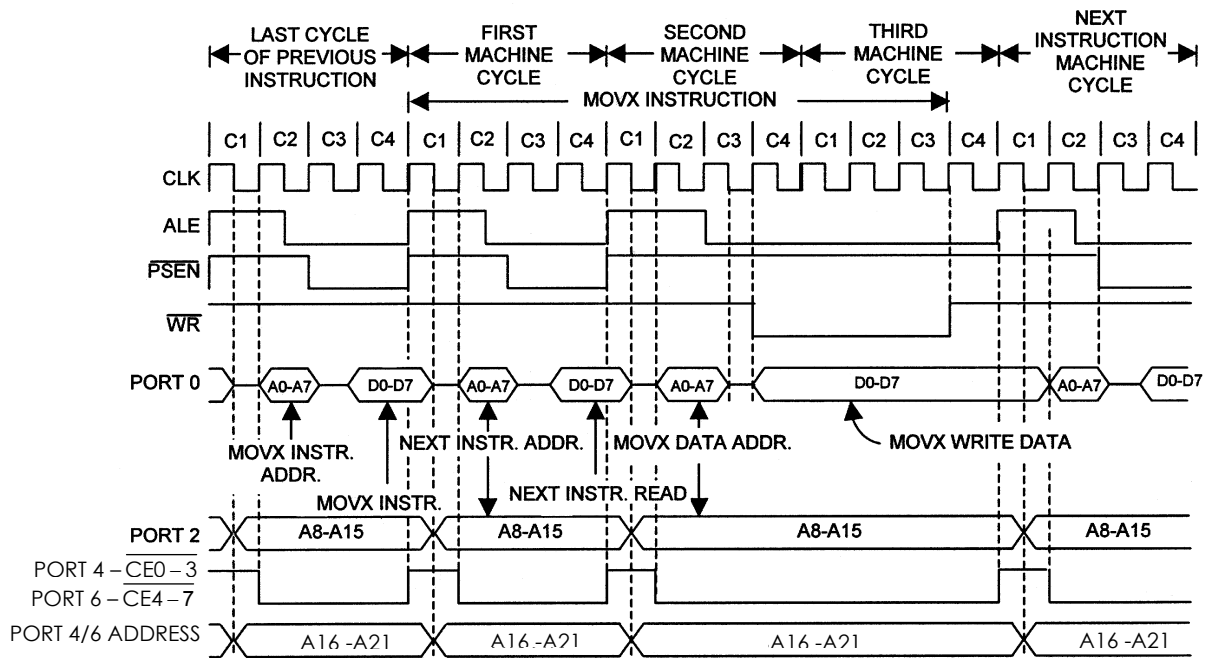 LAST CYCLE OF PREVIOUS INSTRUCTION
FIRST MACHINE CYCLE
SECOND MACHINE CYCLE
THIRD MACHINE CYCLE
NEXT INSTRUCTION MACHINE CYCLE
MOVX INSTRUCTION
C1 C2 C3 C4 C1 C2 C3 C4 C1 C2 C3 C4 C1 C2 C3 C4 C1 C2 C3 C4
CLK
ALE
PSEN
WR
PORT 0 A0-A7 D0-D7 A0-A7 D0-D7 A0-A7 D0-D7 A0-A7 D0-D7
MOVX INSTR. ADDR.
MOVX INSTR.
NEXT INSTR. ADDR.
NEXT INSTR. READ
MOVX DATA ADDR.
MOVX WRITE DATA
PORT 2 A8-A15 A8-A15 A8-A15 A8-A15
PORT 4 – CE0 – 3
PORT 6 – CE4 – 7
PORT 4/6 ADDRESS A16 -A21 A16 -A21 A16 -A21 A16 -A21